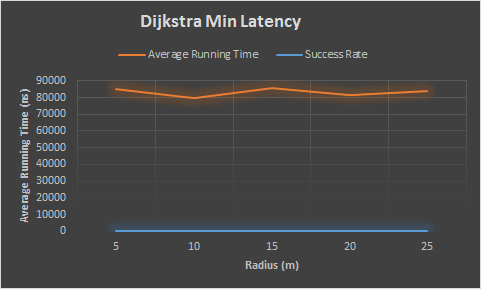 Dijkstra Min Latency
Average Running Time
Success Rate
Average Running Time (ns)
90000
80000
70000
60000
50000
40000
30000
20000
10000
0
5 10 15 20 25
Radius (m)